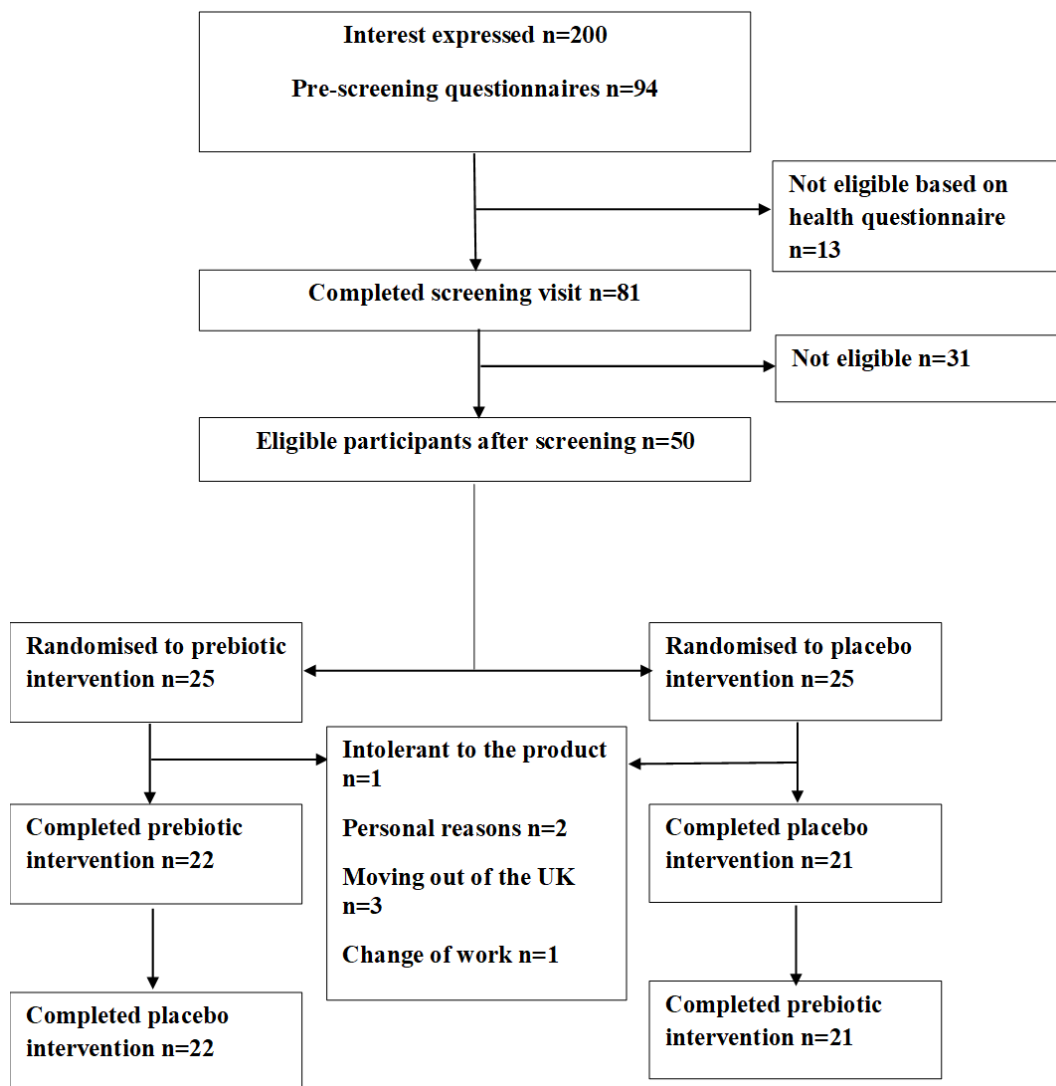 Interest expressed n=200
Pre-screening questionnaires n=94
Not eligible based on
health questionnaire
n=13
Completed screening visit n=81
Not eligible n=31
Eligible participants after screening n=50
Randomised to prebiotic
intervention n=25
Randomised to placebo
intervention n=25
Intolerant to the product
n=1
Personal reasons n=2
Moving out of the UK
n=3
Change of work n=1
Completed prebiotic
intervention n=22
Completed placebo
intervention n=21
Completed placebo
intervention n=22
Completed prebiotic
intervention n=21